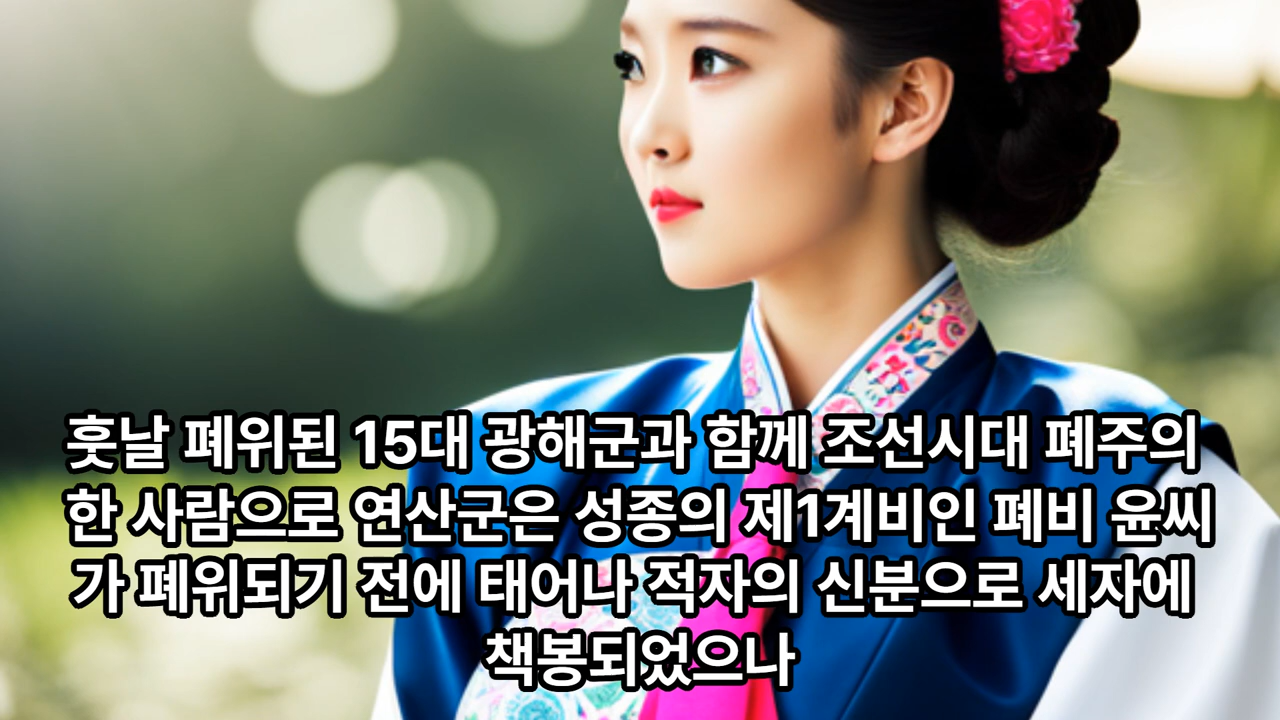 훗날 폐위된 15대 광해군과 함께 조선시대 폐주의
한 사람으로 연산군은 성종의 제1계비인 폐비 윤씨
가 폐위되기 전에 태어나 적자의 신분으로 세자에
책봉되었으나